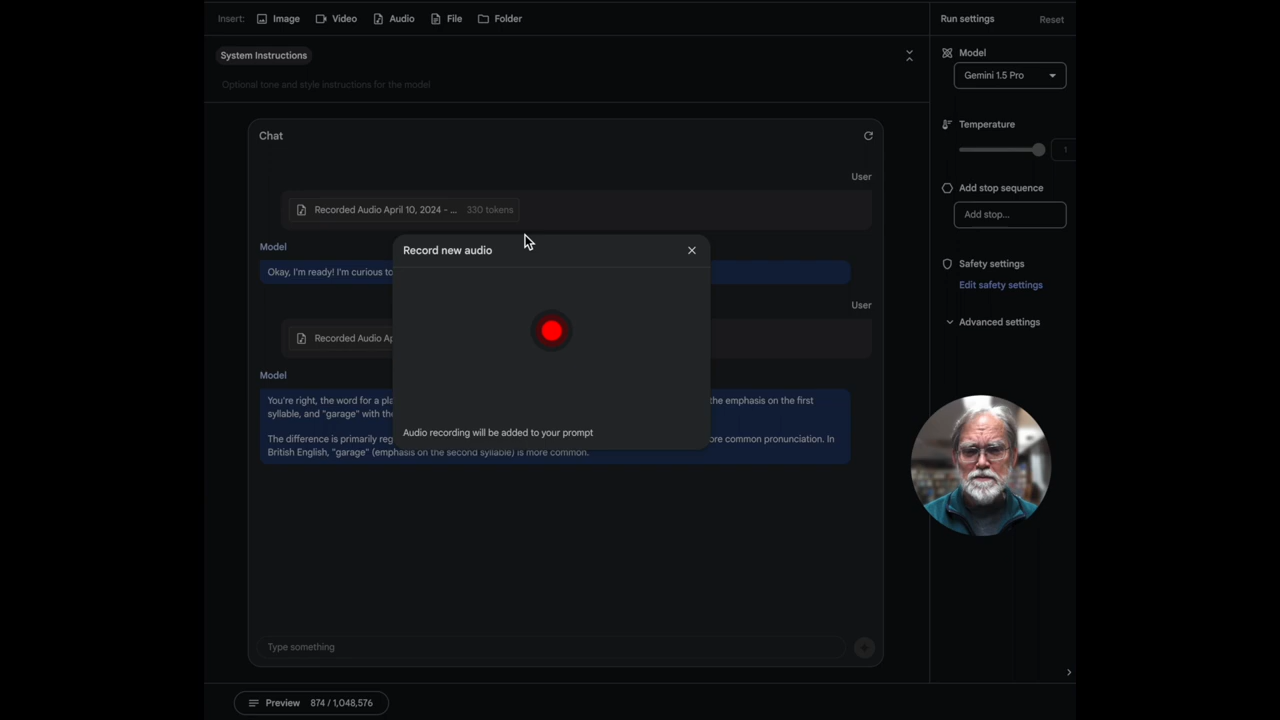 Insert: Image Video Audio File Folder
Run settings Reset
System Instructions
Optional tone and style instructions for the model
Model
Gemini 1.5 Pro
Temperature
1
Add stop sequence
Add stop...
Safety settings
Edit safety settings
Advanced settings
Chat
User
Recorded Audio April 10, 2024 - ... 330 tokens
Model
Okay, I'm ready! I'm curious to
User
Recorded Audio Ap
Model
You're right, the word for a pla he emphasis on the first
syllable, and "garage" with the
The difference is primarily reg ore common pronunciation. In
British English, "garage" (emphasis on the second syllable) is more common.
Record new audio
Audio recording will be added to your prompt
Type something
Preview 874 / 1,048,576